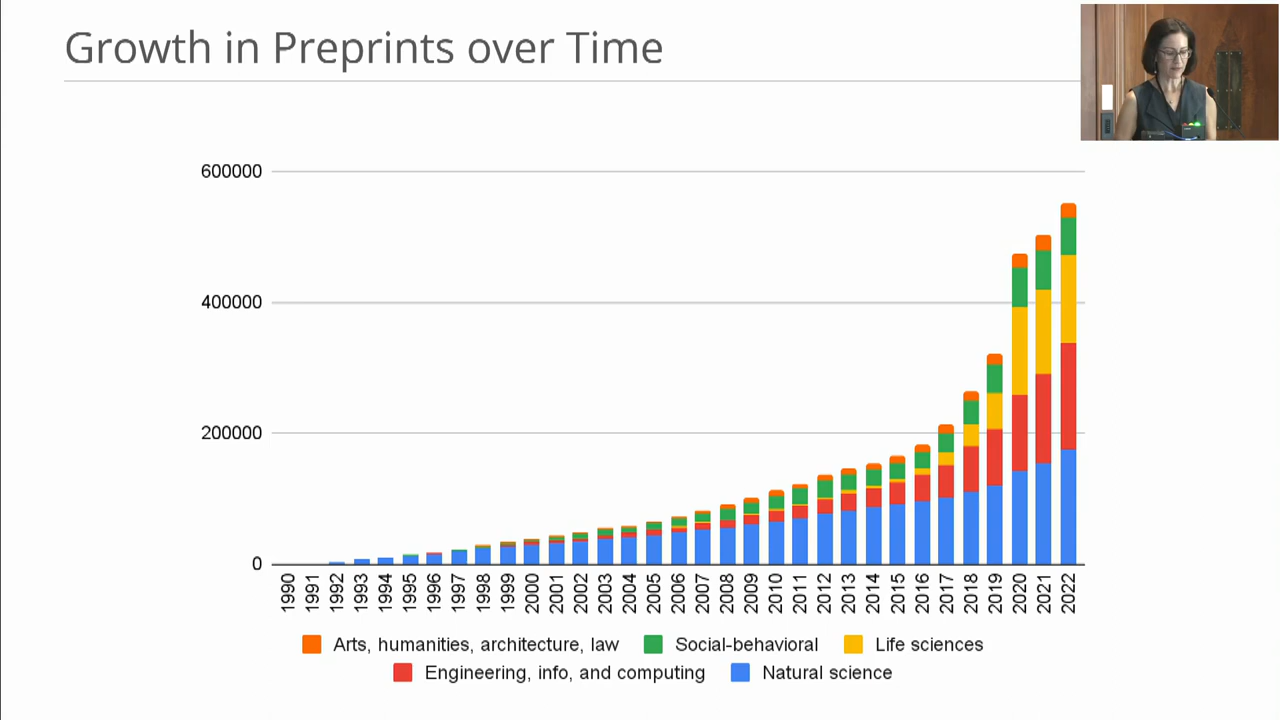 Growth in Preprints over Time
600000
400000
200000
0
1990 1991 1992 1993 1994 1995 1996 1997 1998 1999 2000 2001 2002 2003 2004 2005 2006 2007 2008 2009 2010 2011 2012 2013 2014 2015 2016 2017 2018 2019 2020 2021 2022
Arts, humanities, architecture, law Social-behavioral Life sciences
Engineering, info, and computing Natural science